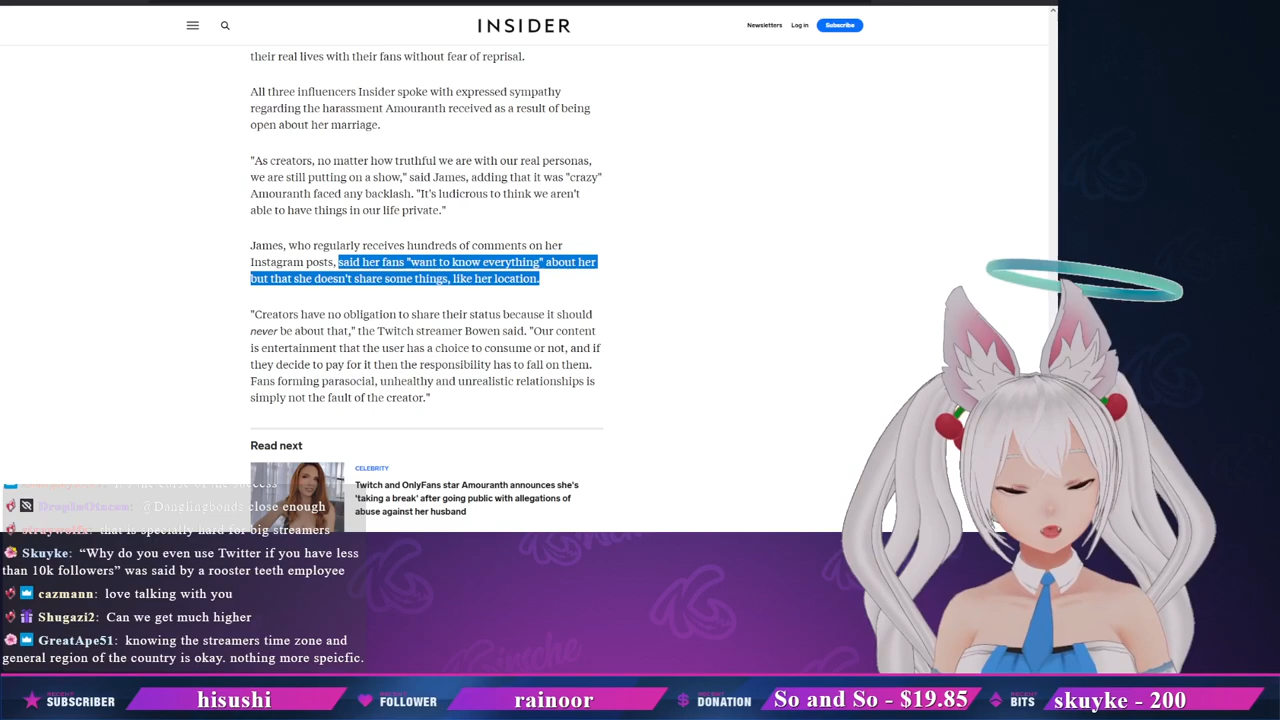 INSIDER
Newsletters
Log in
Subscribe
their real lives with their fans without fear of reprisal.
All three influencers Insider spoke with expressed sympathy
regarding the harassment Amouranth received as a result of being
open about her marriage.
"As creators, no matter how truthful we are with our real personas,
we are still putting on a show," said James, adding that it was "crazy"
Amouranth faced any backlash. "It's ludicrous to think we aren't
able to have things in our life private."
James, who regularly receives hundreds of comments on her
Instagram posts, said her fans "want to know everything" about her
but that she doesn't share some things, like her location.
"Creators have no obligation to share their status because it should
never be about that," the Twitch streamer Bowen said. "Our content
is entertainment that the user has a choice to consume or not, and if
they decide to pay for it then the responsibility has to fall on them.
Fans forming parasocial, unhealthy and unrealistic relationships is
simply not the fault of the creator."
Read next
CELEBRITY
Twitch and OnlyFans star Amouranth announces she's
'taking a break' after going public with allegations of
abuse against her husband
@Danglingbonds close enough
that is specially hard for big streamers
Skuyke: “Why do you even use Twitter if you have less
than 10k followers” was said by a rooster teeth employee
cazmann: love talking with you
Shugazi2: Can we get much higher
GreatApe51: knowing the streamers time zone and
general region of the country is okay. nothing more speicfic.
RECENT
SUBSCRIBER
hisushi
RECENT
FOLLOWER
rainoor
RECENT
DONATION
So and So - $19.85
RECENT
BITS
skuyke - 200